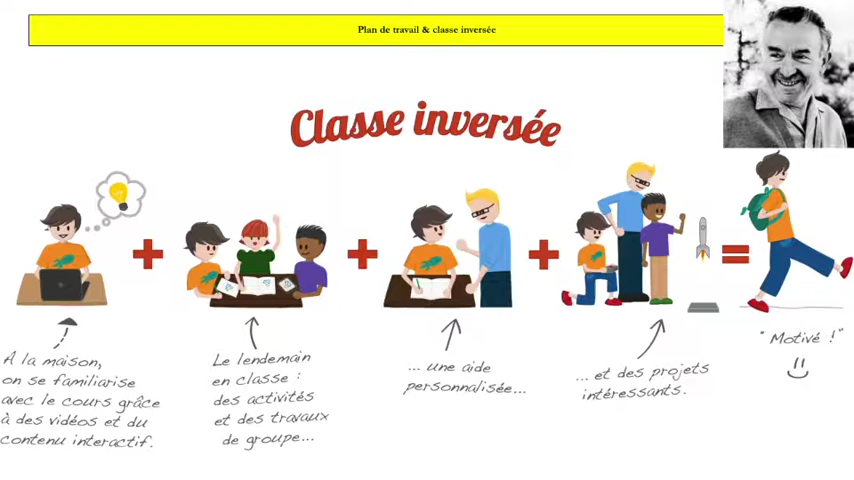 Plan de travail & classe inversée
Classe inversée
À la maison,
on se familiarise
avec le cours grâce
à des vidéos et du
contenu interactif.
Le lendemain
en classe :
des activités
et des travaux
de groupe...
... une aide
personnalisée...
... et des projets
intéressants.
"Motivé !"